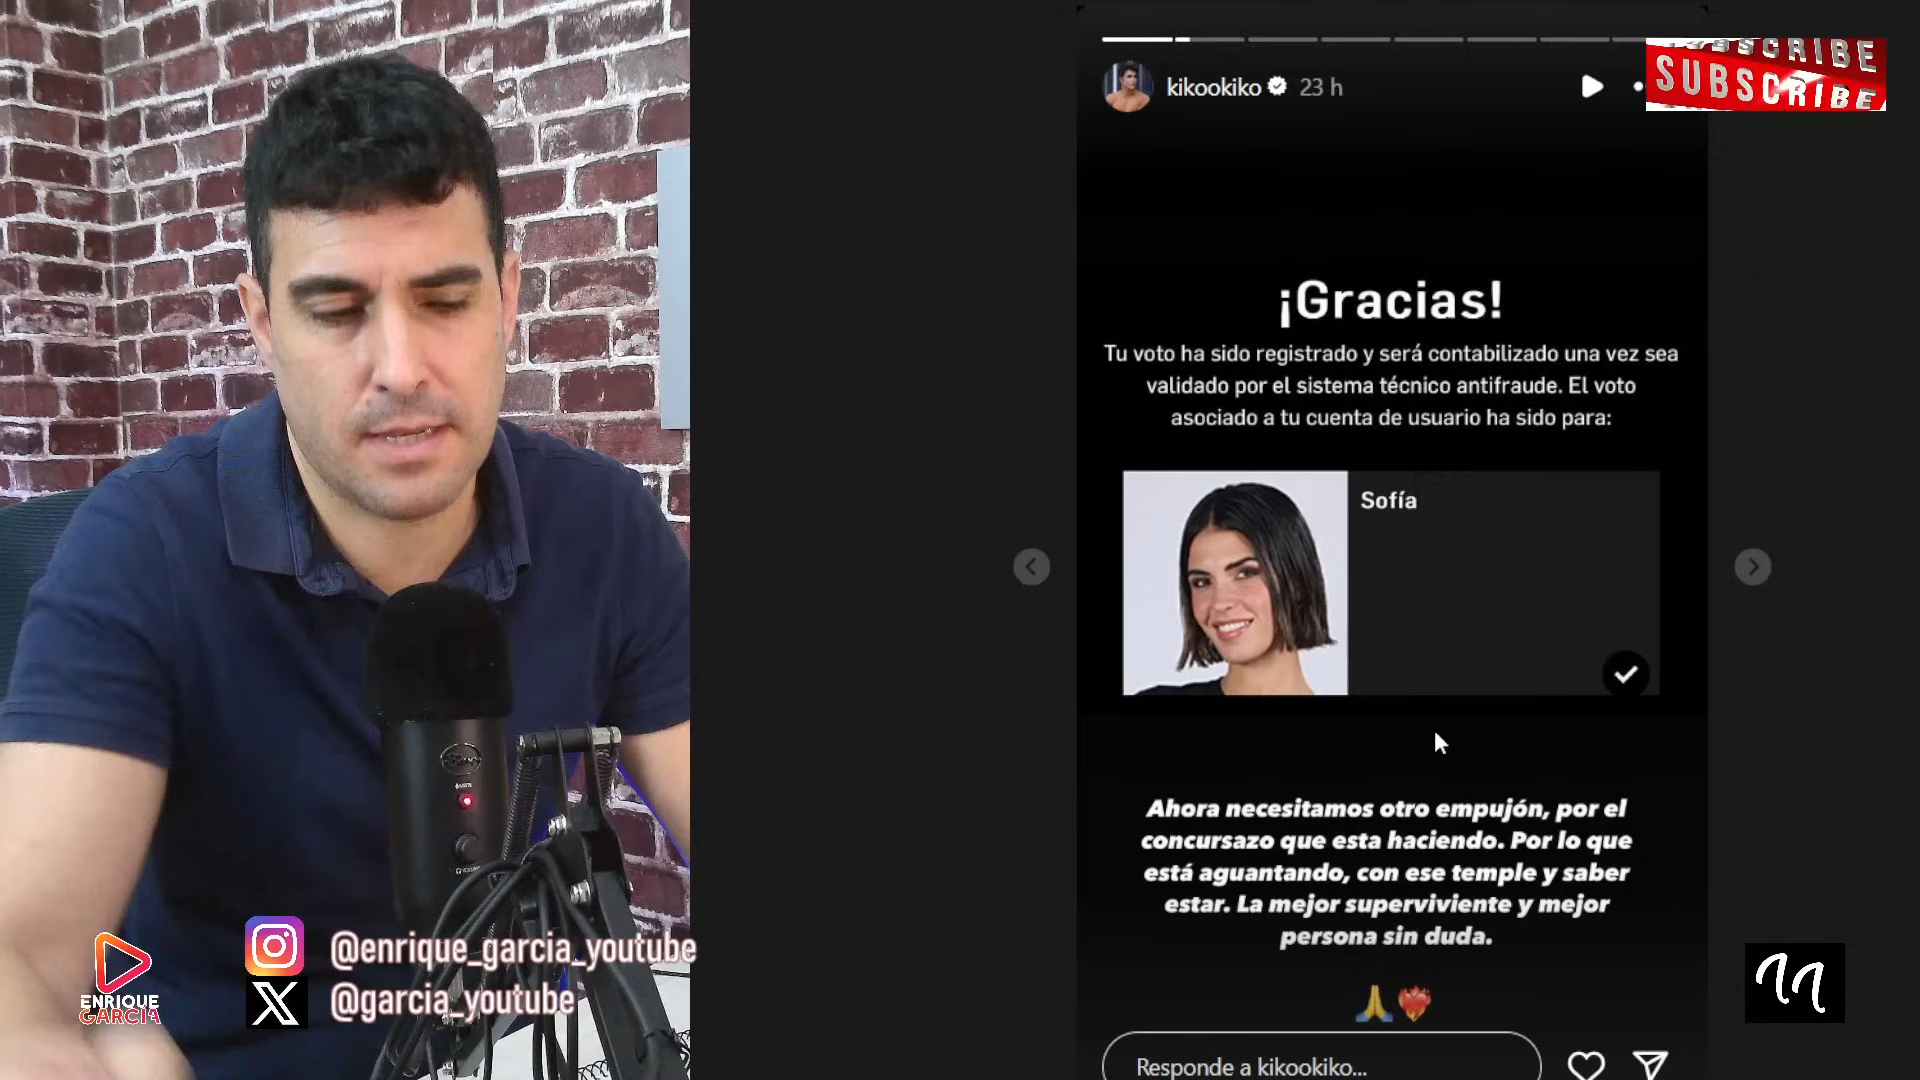 kikookiko 23 h
SCRIBE
SUBSCRIBE
¡Gracias!
Tu voto ha sido registrado y será contabilizado una vez sea
validado por el sistema técnico antifraude. El voto
asociado a tu cuenta de usuario ha sido para:
Sofía
Ahora necesitamos otro empujón, por el
concursazo que esta haciendo. Por lo que
está aguantando, con ese temple y saber
estar. La mejor superviviente y mejor
persona sin duda.
Responde a kikookiko...
@enrique_garcia_youtube
@garcia_youtube
ENRIQUE
GARCIA